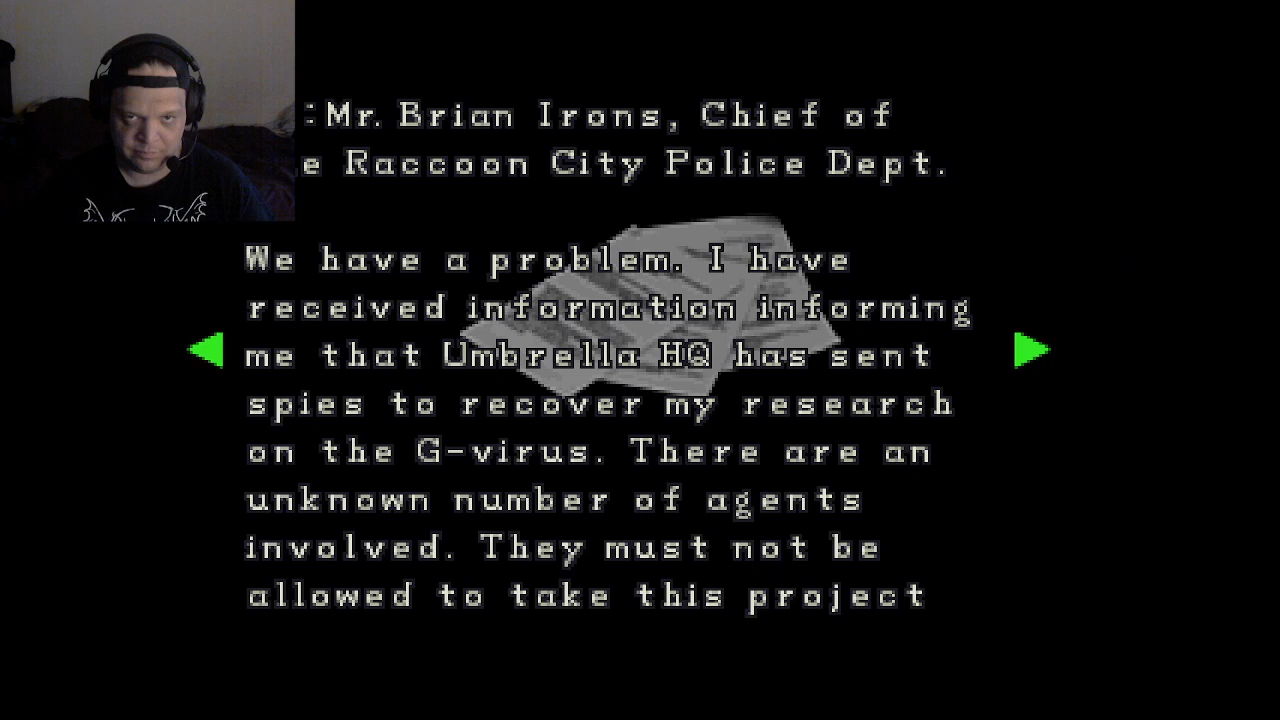 :Mr. Brian Irons, Chief of
e Raccoon City Police Dept.
We have a problem. I have
received information informing
me that Umbrella HQ has sent
spies to recover my research
on the G-virus. There are an
unknown number of agents
involved. They must not be
allowed to take this project